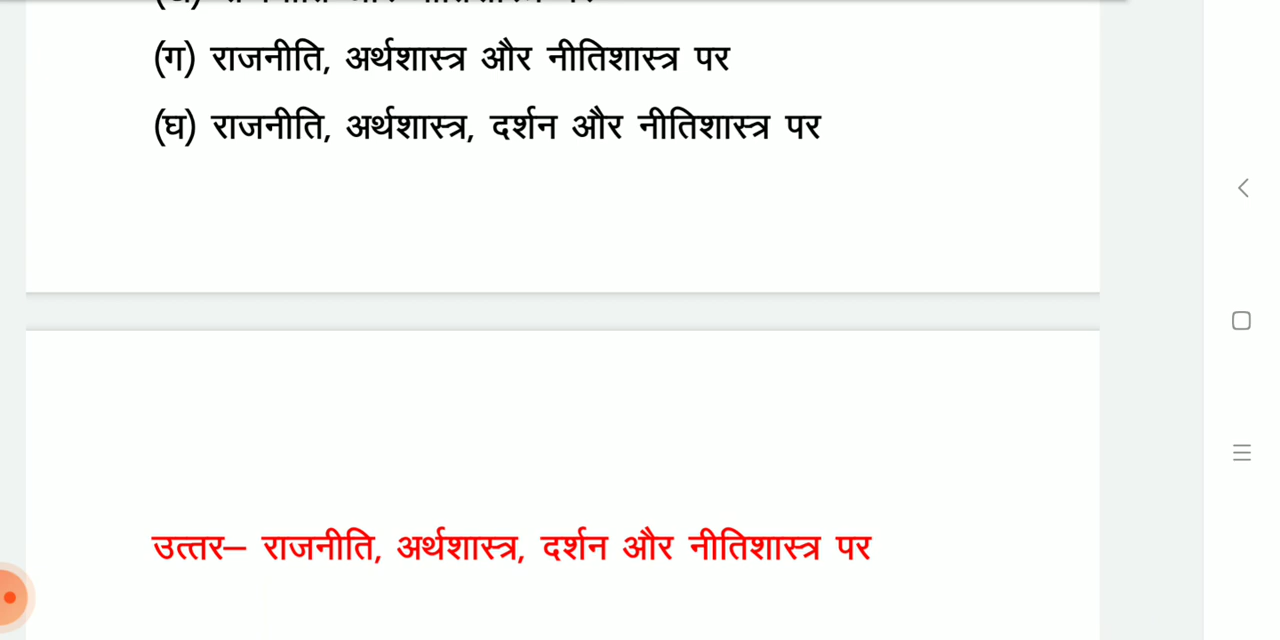 (ग) राजनीति, अर्थशास्त्र और नीतिशास्त्र पर
(घ) राजनीति, अर्थशास्त्र, दर्शन और नीतिशास्त्र पर
उत्तर– राजनीति, अर्थशास्त्र, दर्शन और नीतिशास्त्र पर